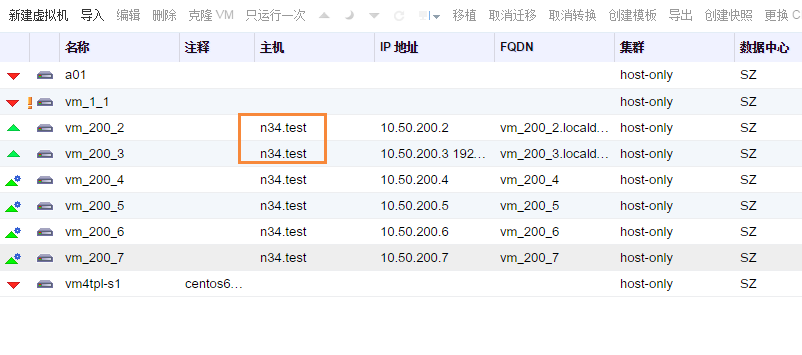 新建虚拟机 导入 编辑 删除 克隆 VM 只运行一次 移植 取消迁移 取消转换 创建模板 导出 创建快照 更换 C
名称 注释 主机 IP 地址 FQDN 集群 数据中心
a01 host-only SZ
vm_1_1 host-only SZ
vm_200_2 n34.test 10.50.200.2 vm_200_2.locald... host-only SZ
vm_200_3 n34.test 10.50.200.3 192... vm_200_3.locald... host-only SZ
vm_200_4 n34.test 10.50.200.4 vm_200_4 host-only SZ
vm_200_5 n34.test 10.50.200.5 vm_200_5 host-only SZ
vm_200_6 n34.test 10.50.200.6 vm_200_6 host-only SZ
vm_200_7 n34.test 10.50.200.7 vm_200_7 host-only SZ
vm4tpl-s1 centos6... host-only SZ